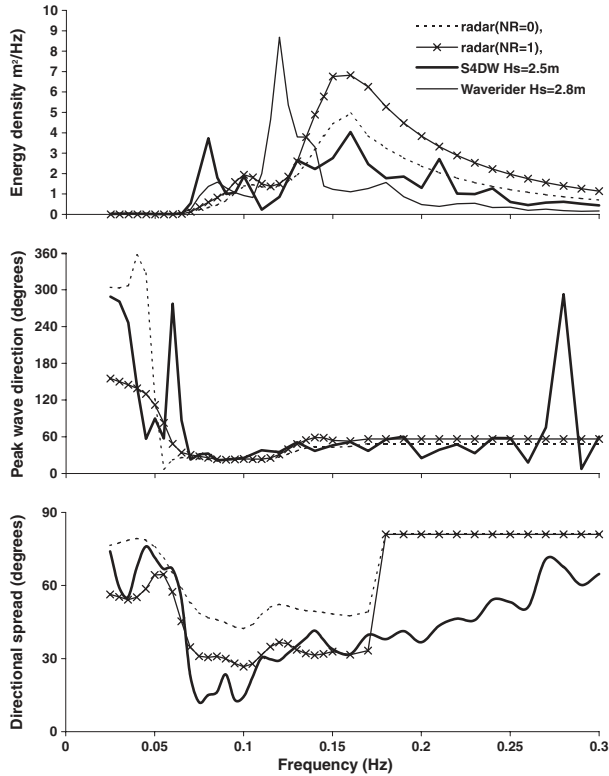 10
9
8
7
6
5
4
3
2
1
0
Energy density m²/Hz
radar(NR=0),
radar(NR=1),
S4DW Hs=2.5m
Waverider Hs=2.8m
360
300
240
180
120
60
0
Peak wave direction (degrees)
90
60
30
0
Directional spread (degrees)
0 0.05 0.1 0.15 0.2 0.25 0.3
Frequency (Hz)